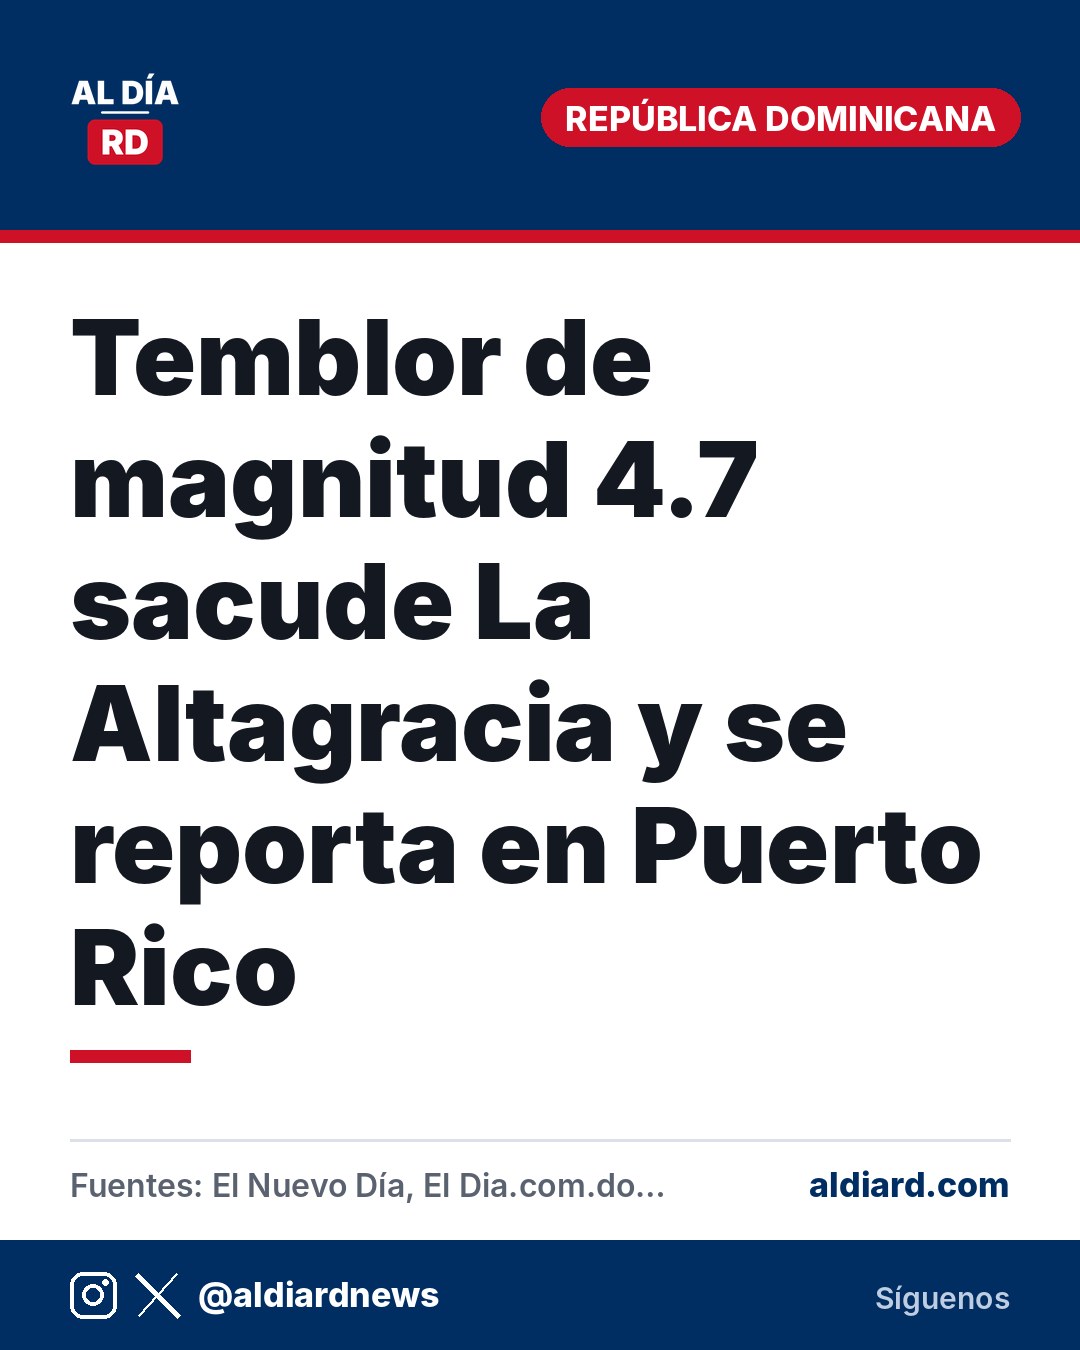 AL DÍA
RD
REPÚBLICA DOMINICANA
Temblor de
magnitud 4.7
sacude La
Altagracia y se
reporta en Puerto
Rico
Fuentes: El Nuevo Día, El Dia.com.do...
aldiard.com
@aldiardnews
Síguenos